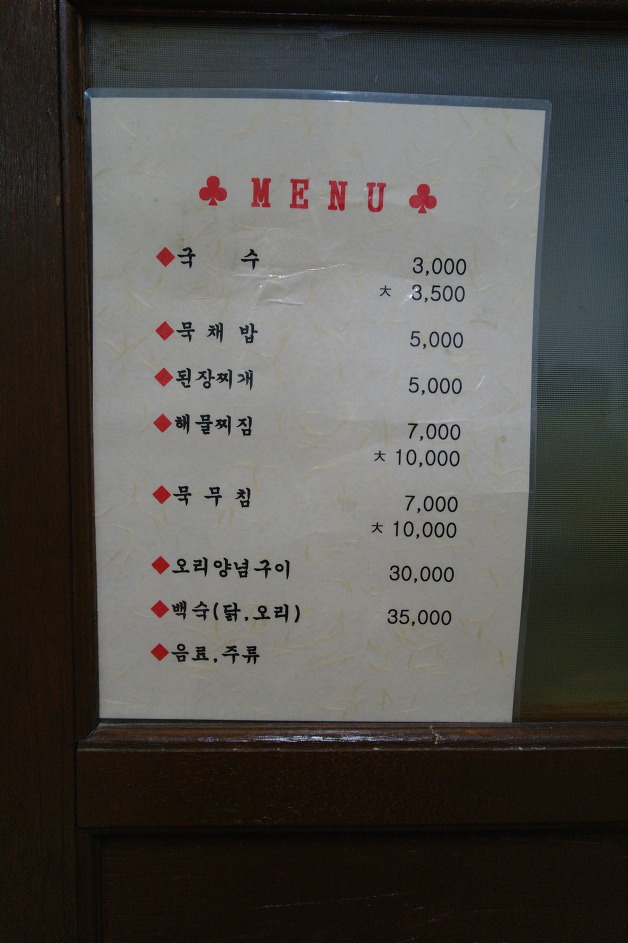 ♣ MENU ♣
◆국 수 3,000
大 3,500
◆묵 채 밥 5,000
◆된장찌개 5,000
◆해물찌짐 7,000
大 10,000
◆묵 무 침 7,000
大 10,000
◆오리양념구이 30,000
◆백숙(닭,오리) 35,000
◆음료,주류